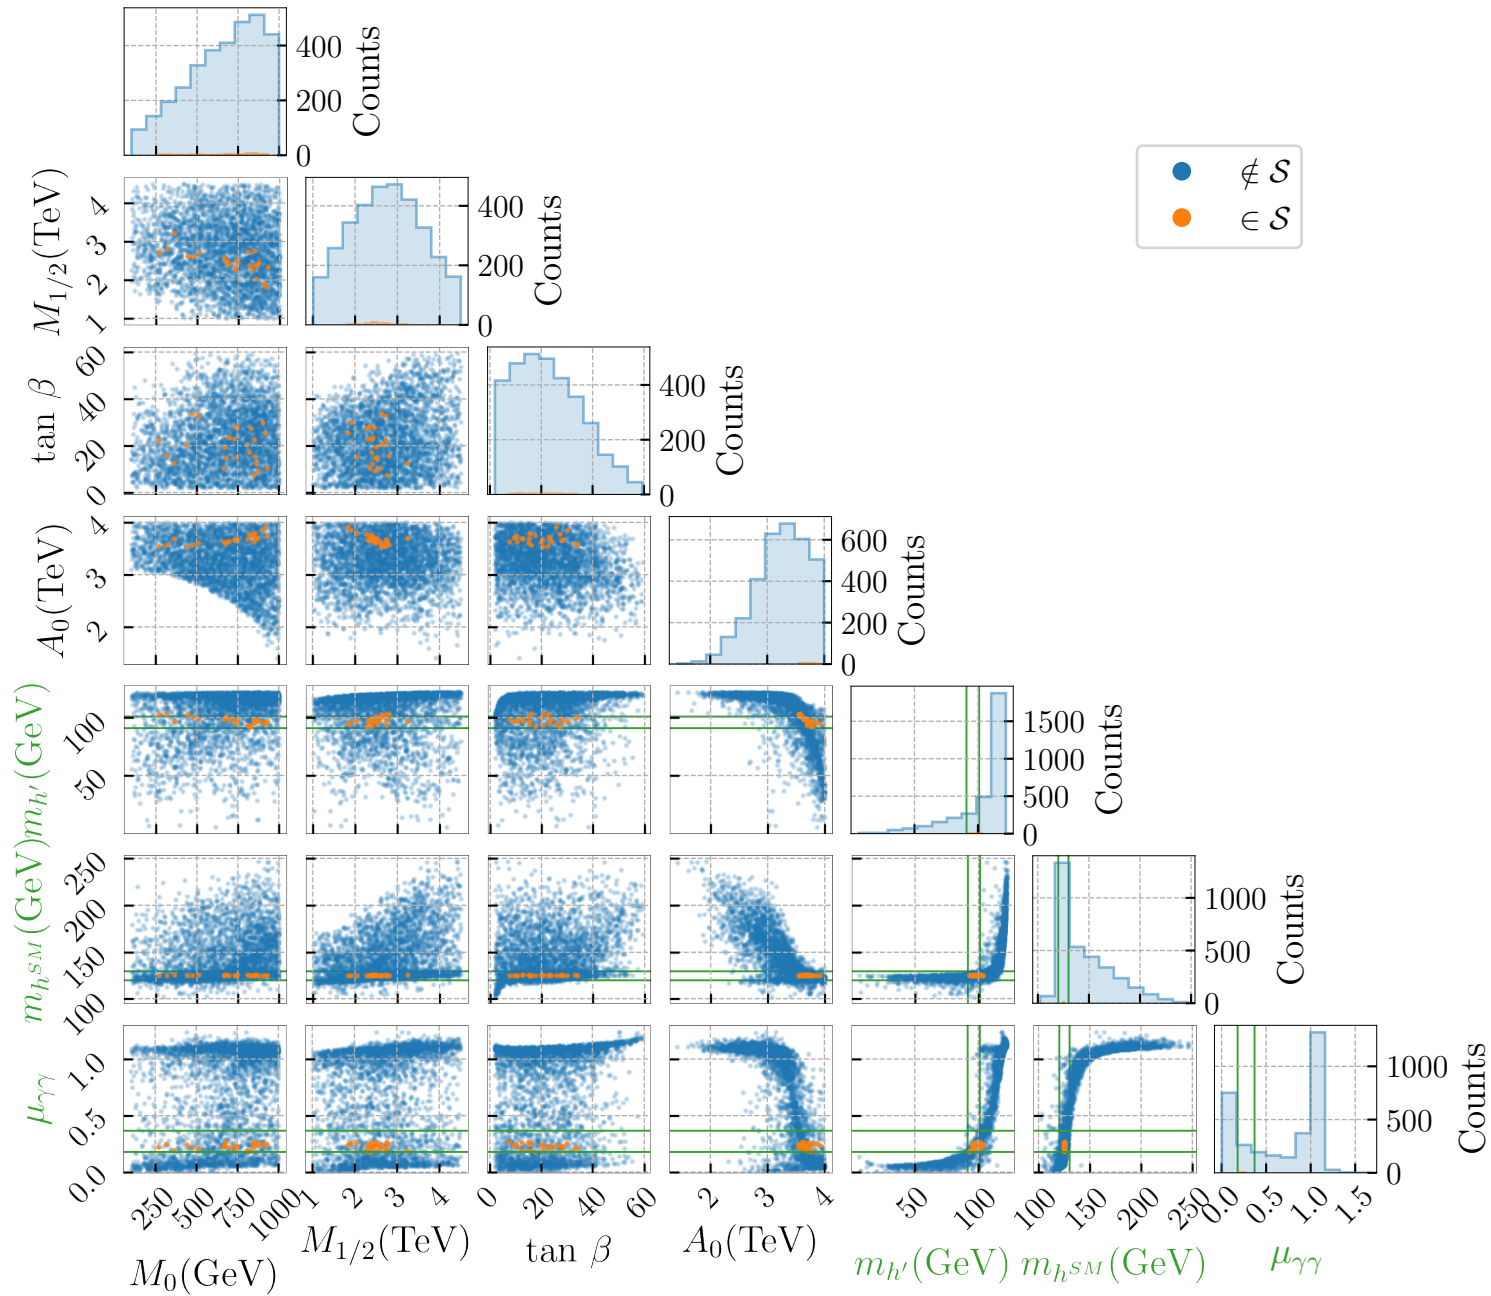 400
200
0
Counts
∉ 𝒮
∈ 𝒮
M_{1/2}(TeV)
4
3
2
1
400
200
0
Counts
tan β
60
40
20
0
400
200
0
Counts
A_0(TeV)
4
3
2
600
400
200
0
Counts
m_{h'}(GeV)
100
50
1500
1000
500
0
Counts
m_{h^{SM}}(GeV)
250
200
150
100
1000
500
0
Counts
μ_{γγ}
1.0
0.5
0.0
1000
500
0
Counts
250 500 750 1000
1 2 3 4
0 20 40 60
2 3 4
50 100
100 150 200 250
0.0 0.5 1.0 1.5
M_0(GeV)
M_{1/2}(TeV)
tan β
A_0(TeV)
m_{h'}(GeV)
m_{h^{SM}}(GeV)
μ_{γγ}